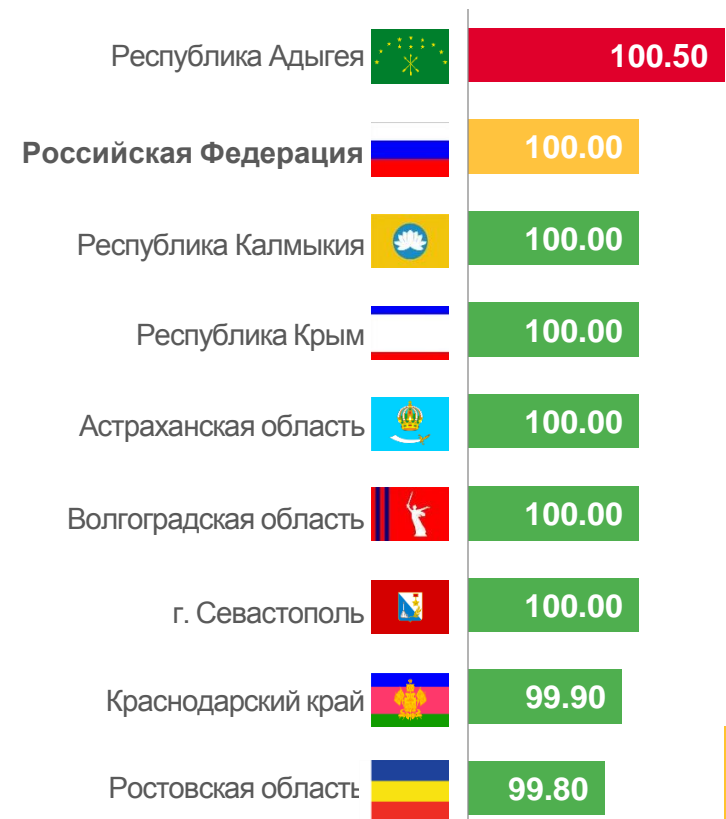 Республика Адыгея 100.50
Российская Федерация 100.00
Республика Калмыкия 100.00
Республика Крым 100.00
Астраханская область 100.00
Волгоградская область 100.00
г. Севастополь 100.00
Краснодарский край 99.90
Ростовская область 99.80